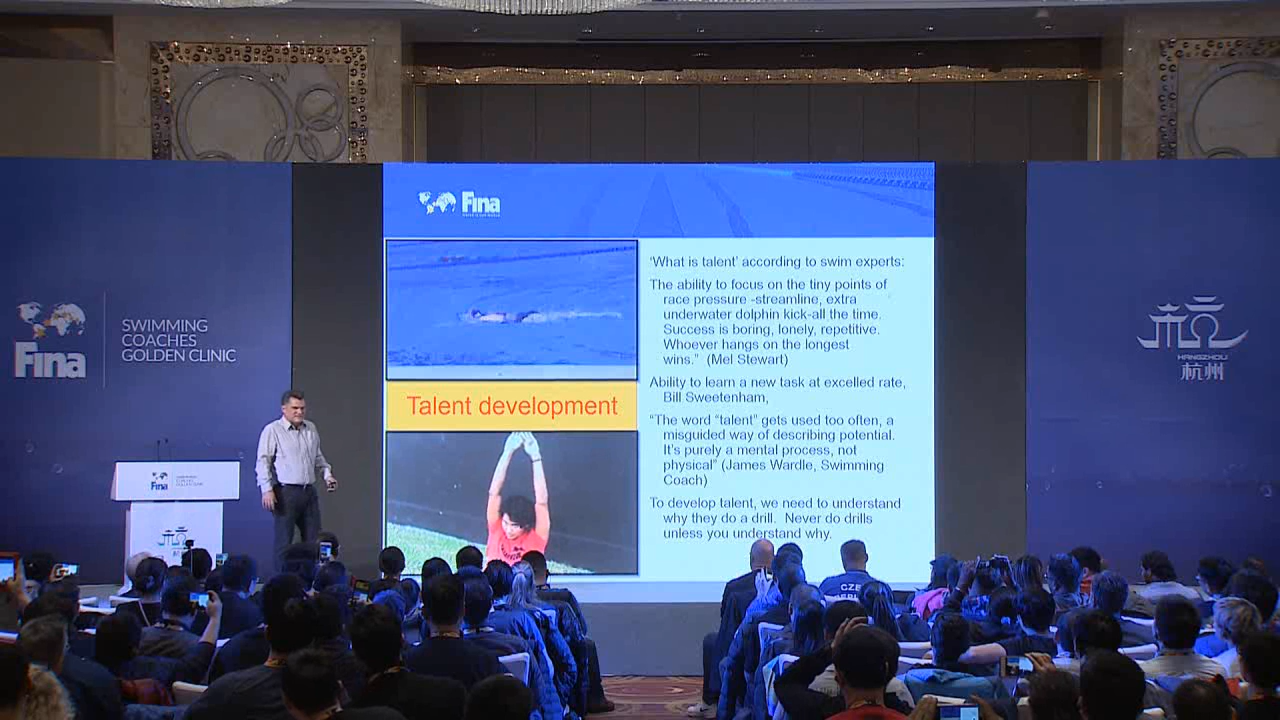 Fina
'What is talent' according to swim experts:
The ability to focus on the tiny points of
race pressure -streamline, extra
underwater dolphin kick-all the time.
Success is boring, lonely, repetitive.
Whoever hangs on the longest
wins.” (Mel Stewart)
Ability to learn a new task at excelled rate,
Bill Sweetenham,
“The word “talent” gets used too often, a
misguided way of describing potential.
It's purely a mental process, not
physical” (James Wardle, Swimming
Coach)
To develop talent, we need to understand
why they do a drill. Never do drills
unless you understand why.
Talent development
Fina
SWIMMING
COACHES
GOLDEN CLINIC
HANGZHOU
杭州
Fina
CZE